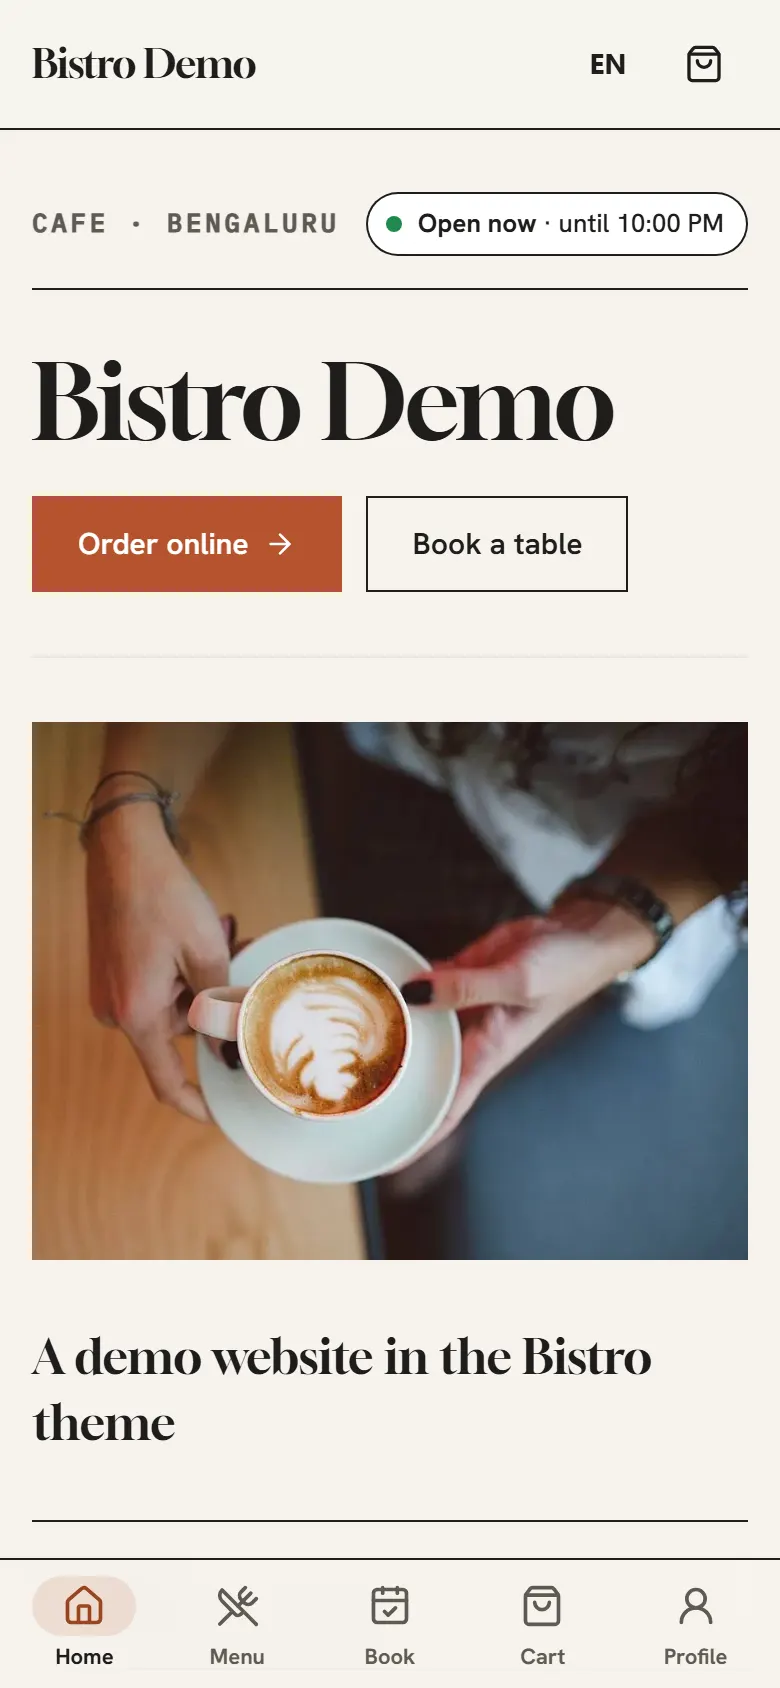 Bistro Demo
EN
CAFE · BENGALURU
Open now · until 10:00 PM
Bistro Demo
Order online →
Book a table
A demo website in the Bistro
theme
Home
Menu
Book
Cart
Profile